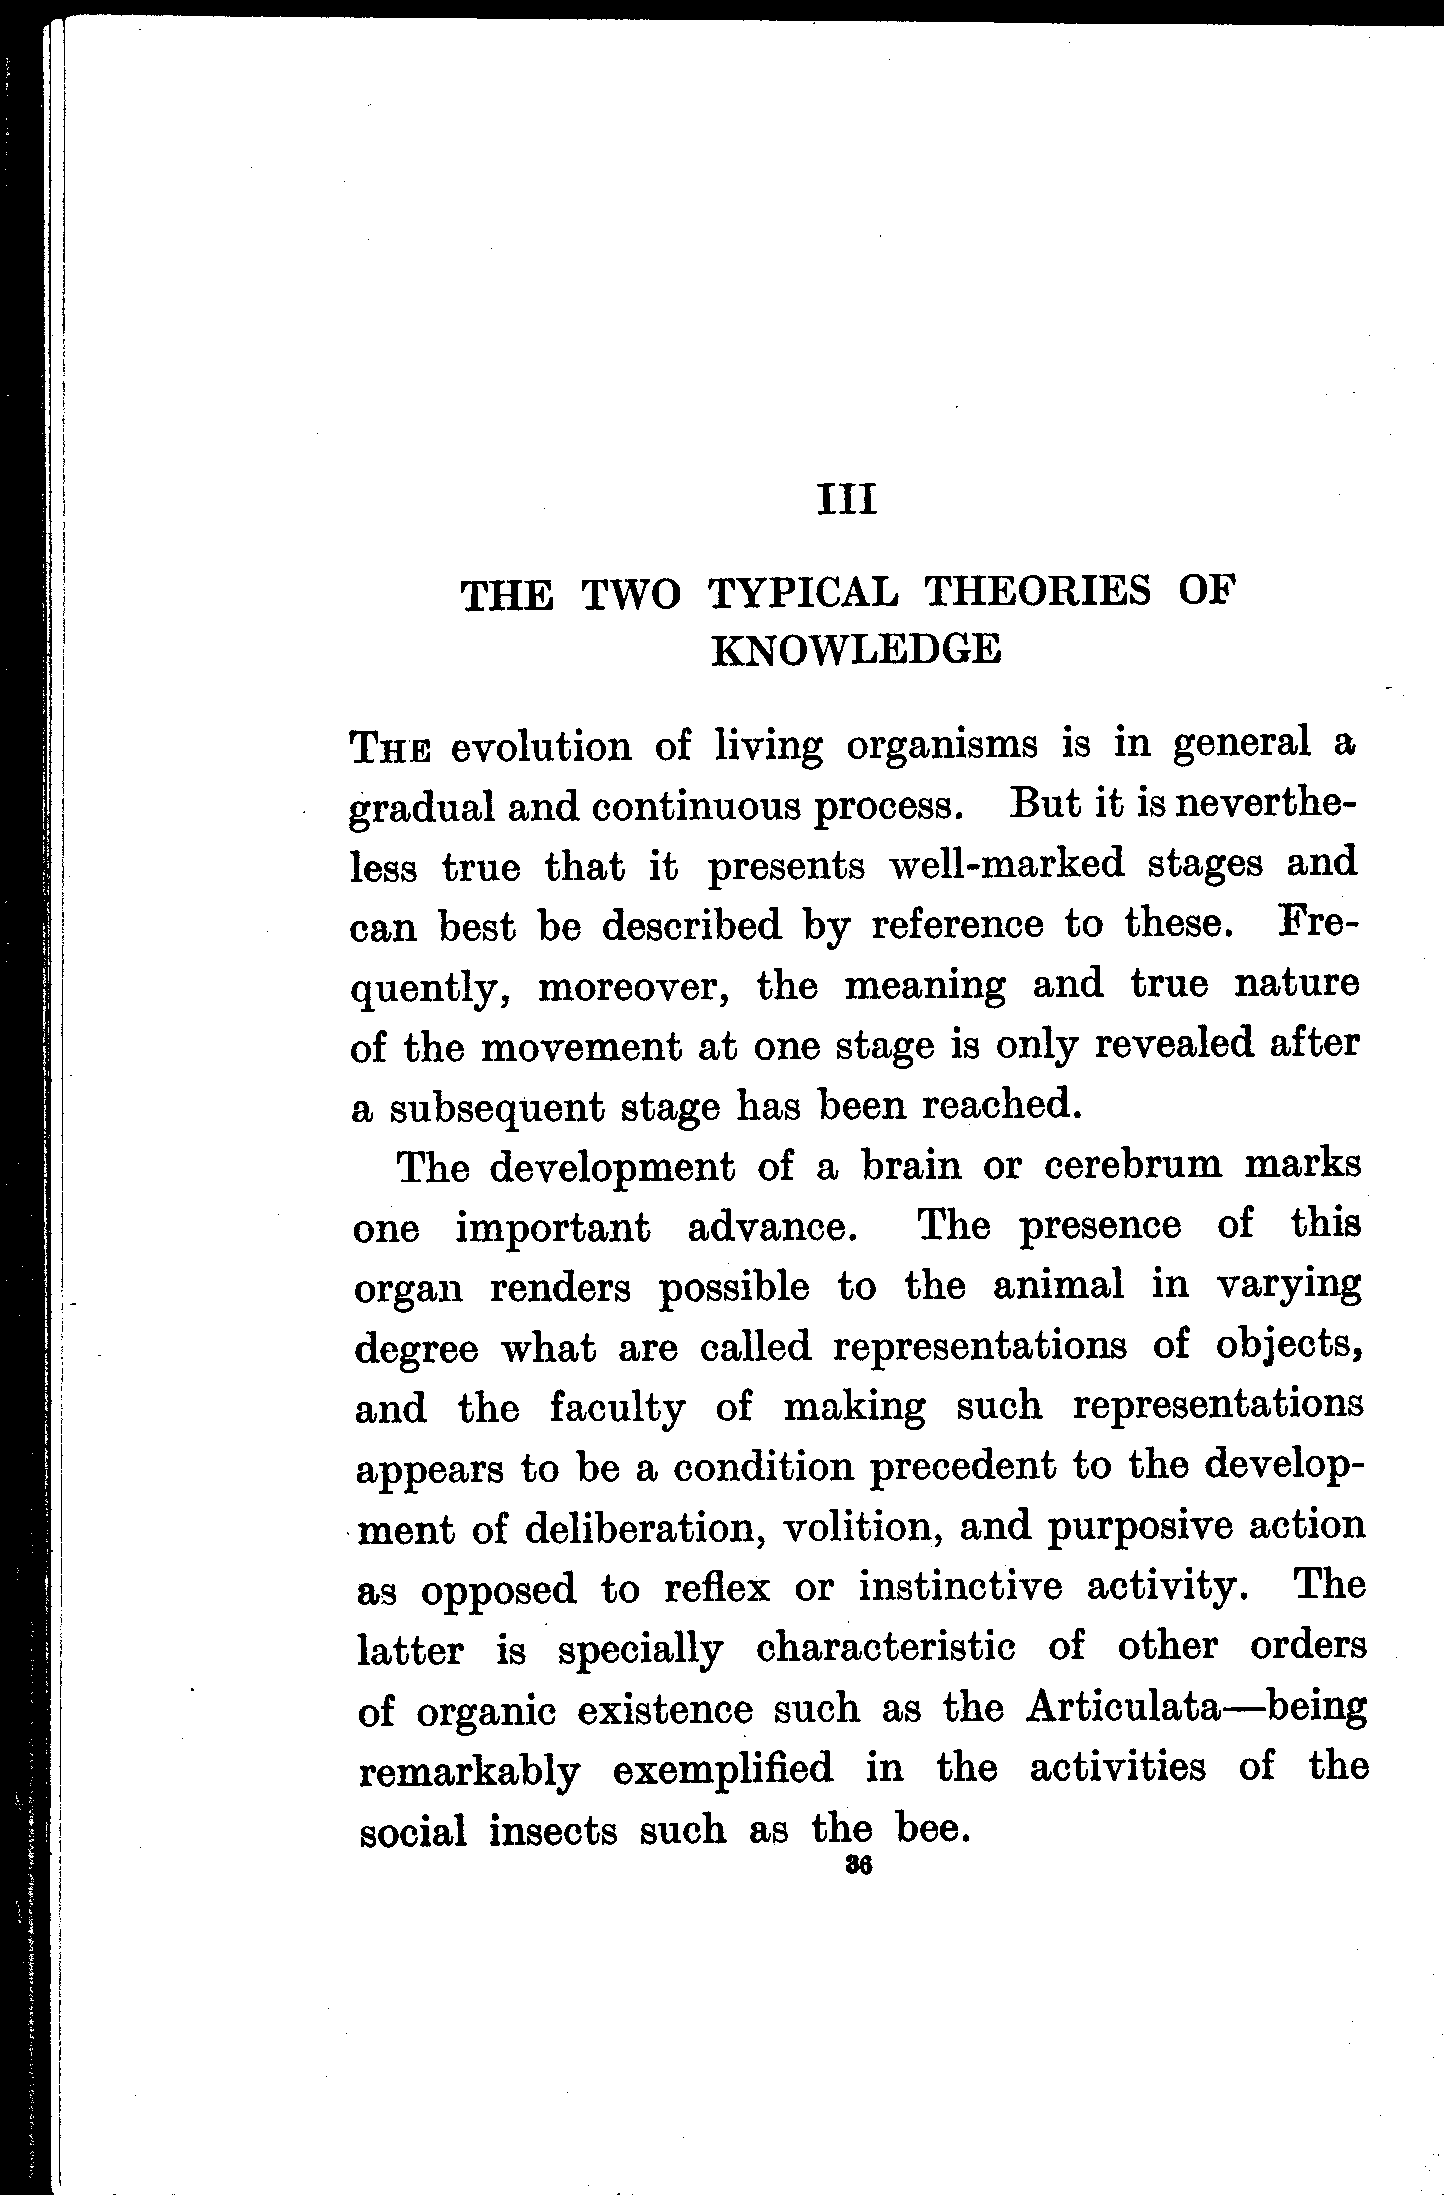 III
THE TWO TYPICAL THEORIES OF
KNOWLEDGE
THE evolution of living organisms is in general a
gradual and continuous process. But it is neverthe-
less true that it presents well-marked stages and
can best be described by reference to these. Fre-
quently, moreover, the meaning and true nature
of the movement at one stage is only revealed after
a subsequent stage has been reached.
The development of a brain or cerebrum marks
one important advance. The presence of this
organ renders possible to the animal in varying
degree what are called representations of objects,
and the faculty of making such representations
appears to be a condition precedent to the develop-
ment of deliberation, volition, and purposive action
as opposed to reflex or instinctive activity. The
latter is specially characteristic of other orders
of organic existence such as the Articulata—being
remarkably exemplified in the activities of the
social insects such as the bee.
36